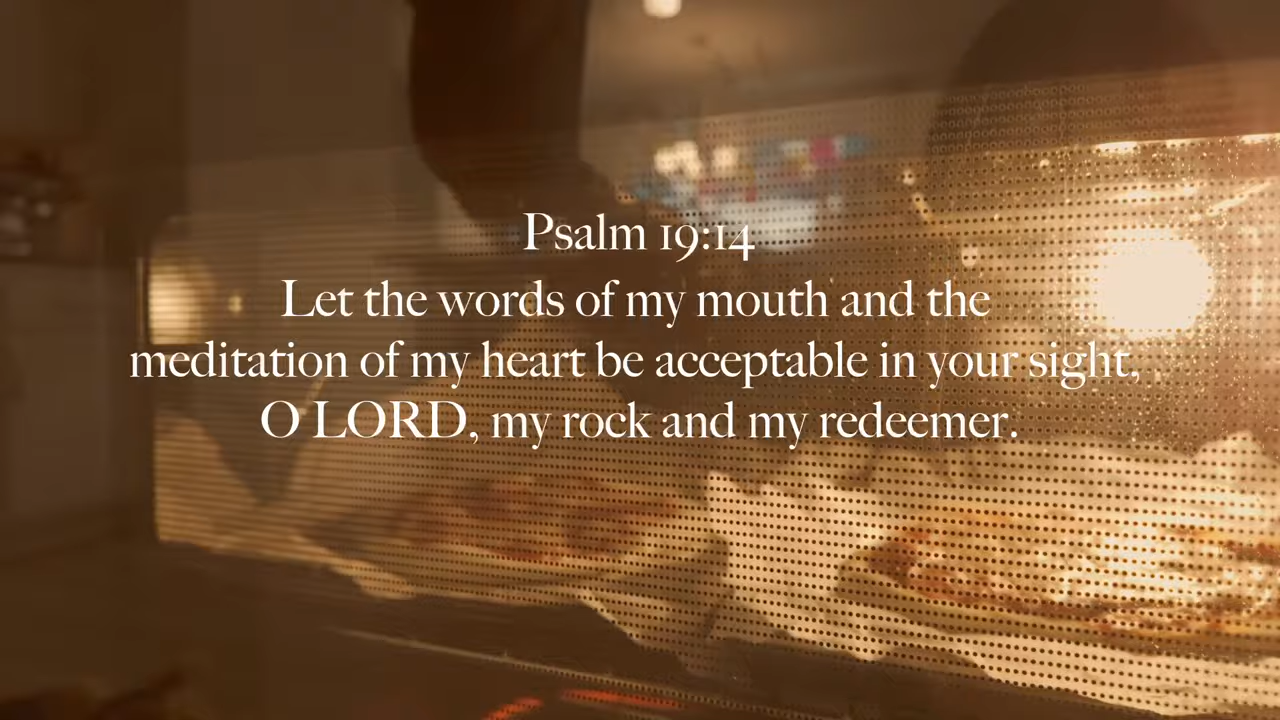 Psalm 19:14
Let the words of my mouth and the
meditation of my heart be acceptable in your sight,
O LORD, my rock and my redeemer.